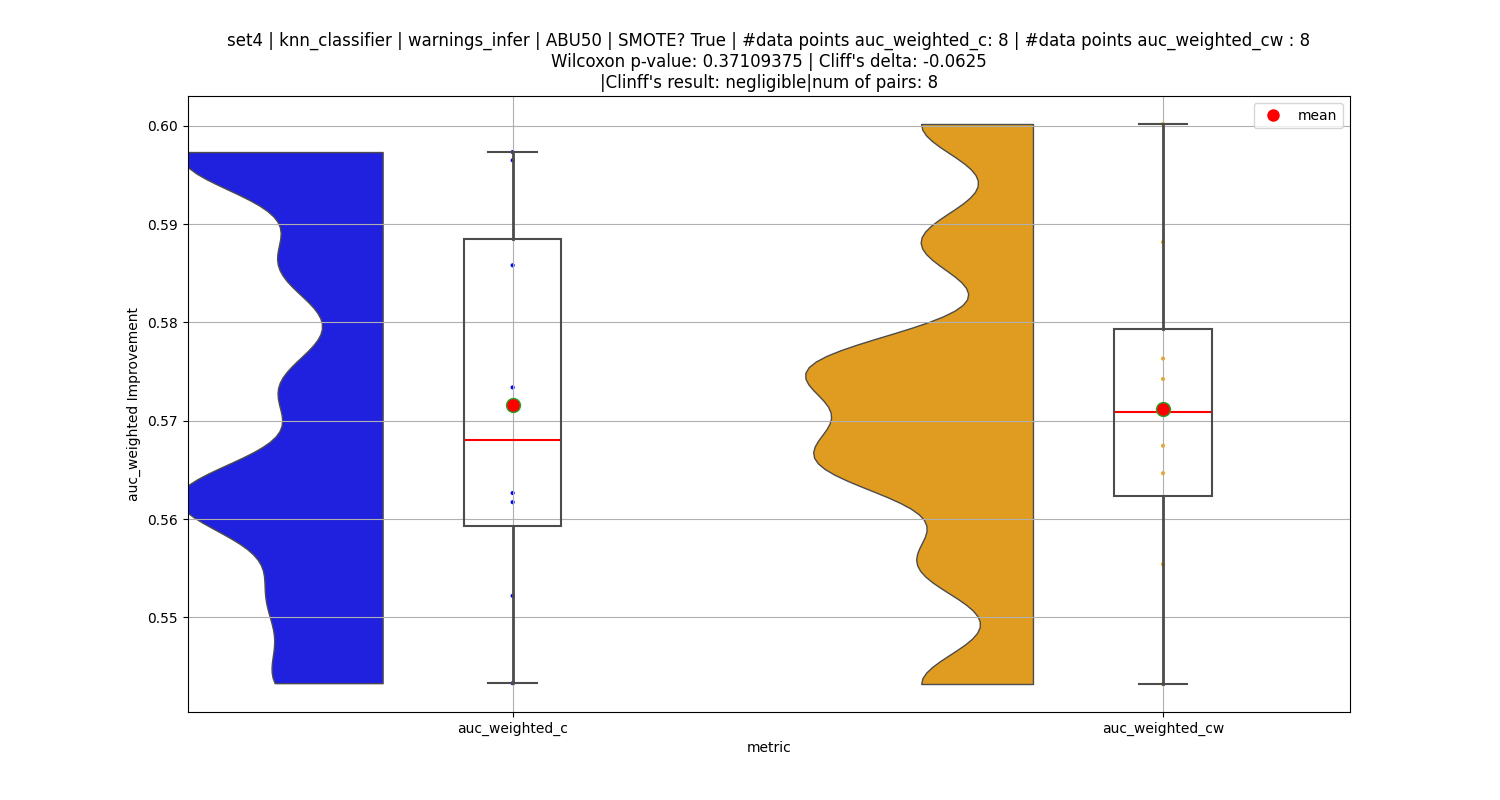 set4 | knn_classifier | warnings_infer | ABU50 | SMOTE? True | #data points auc_weighted_c: 8 | #data points auc_weighted_cw : 8
Wilcoxon p-value: 0.37109375 | Cliff's delta: -0.0625
|Clinff's result: negligible|num of pairs: 8
mean
0.60
0.59
0.58
0.57
0.56
0.55
auc_weighted Improvement
auc_weighted_c
auc_weighted_cw
metric